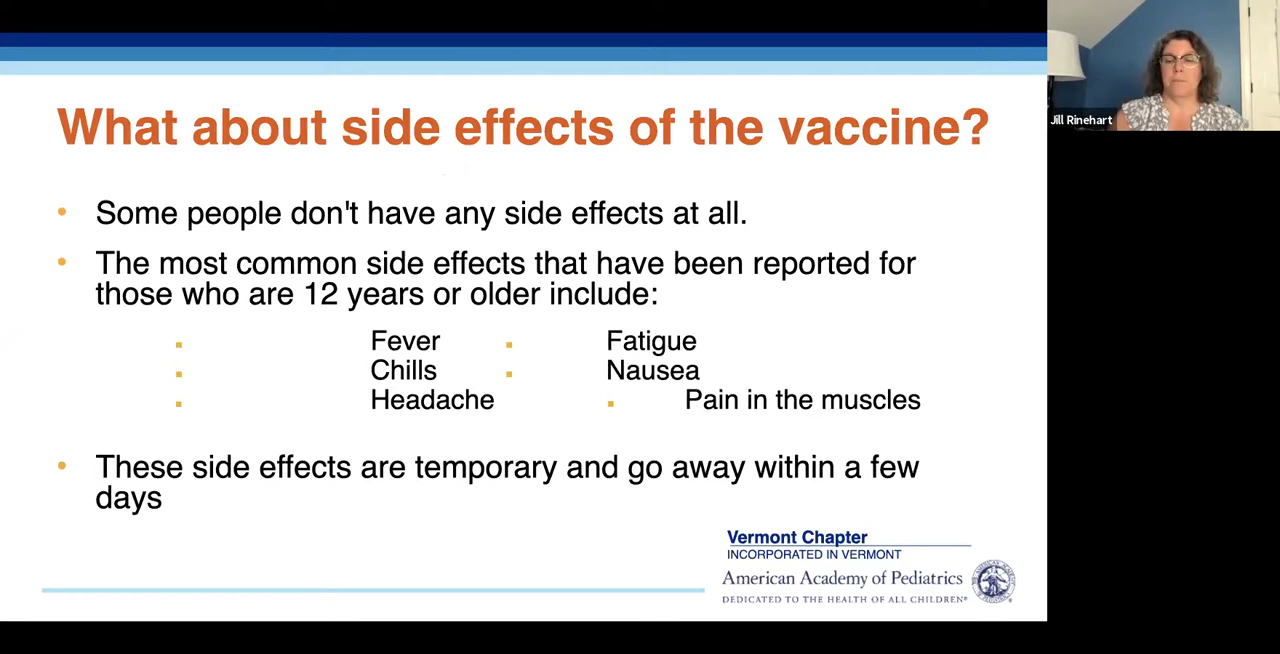 What about side effects of the vaccine?
Jill Rinehart
• Some people don't have any side effects at all.
• The most common side effects that have been reported for
those who are 12 years or older include:
▪ Fever ▪ Fatigue
▪ Chills ▪ Nausea
▪ Headache ▪ Pain in the muscles
• These side effects are temporary and go away within a few
days
Vermont Chapter
INCORPORATED IN VERMONT
American Academy of Pediatrics
DEDICATED TO THE HEALTH OF ALL CHILDREN®